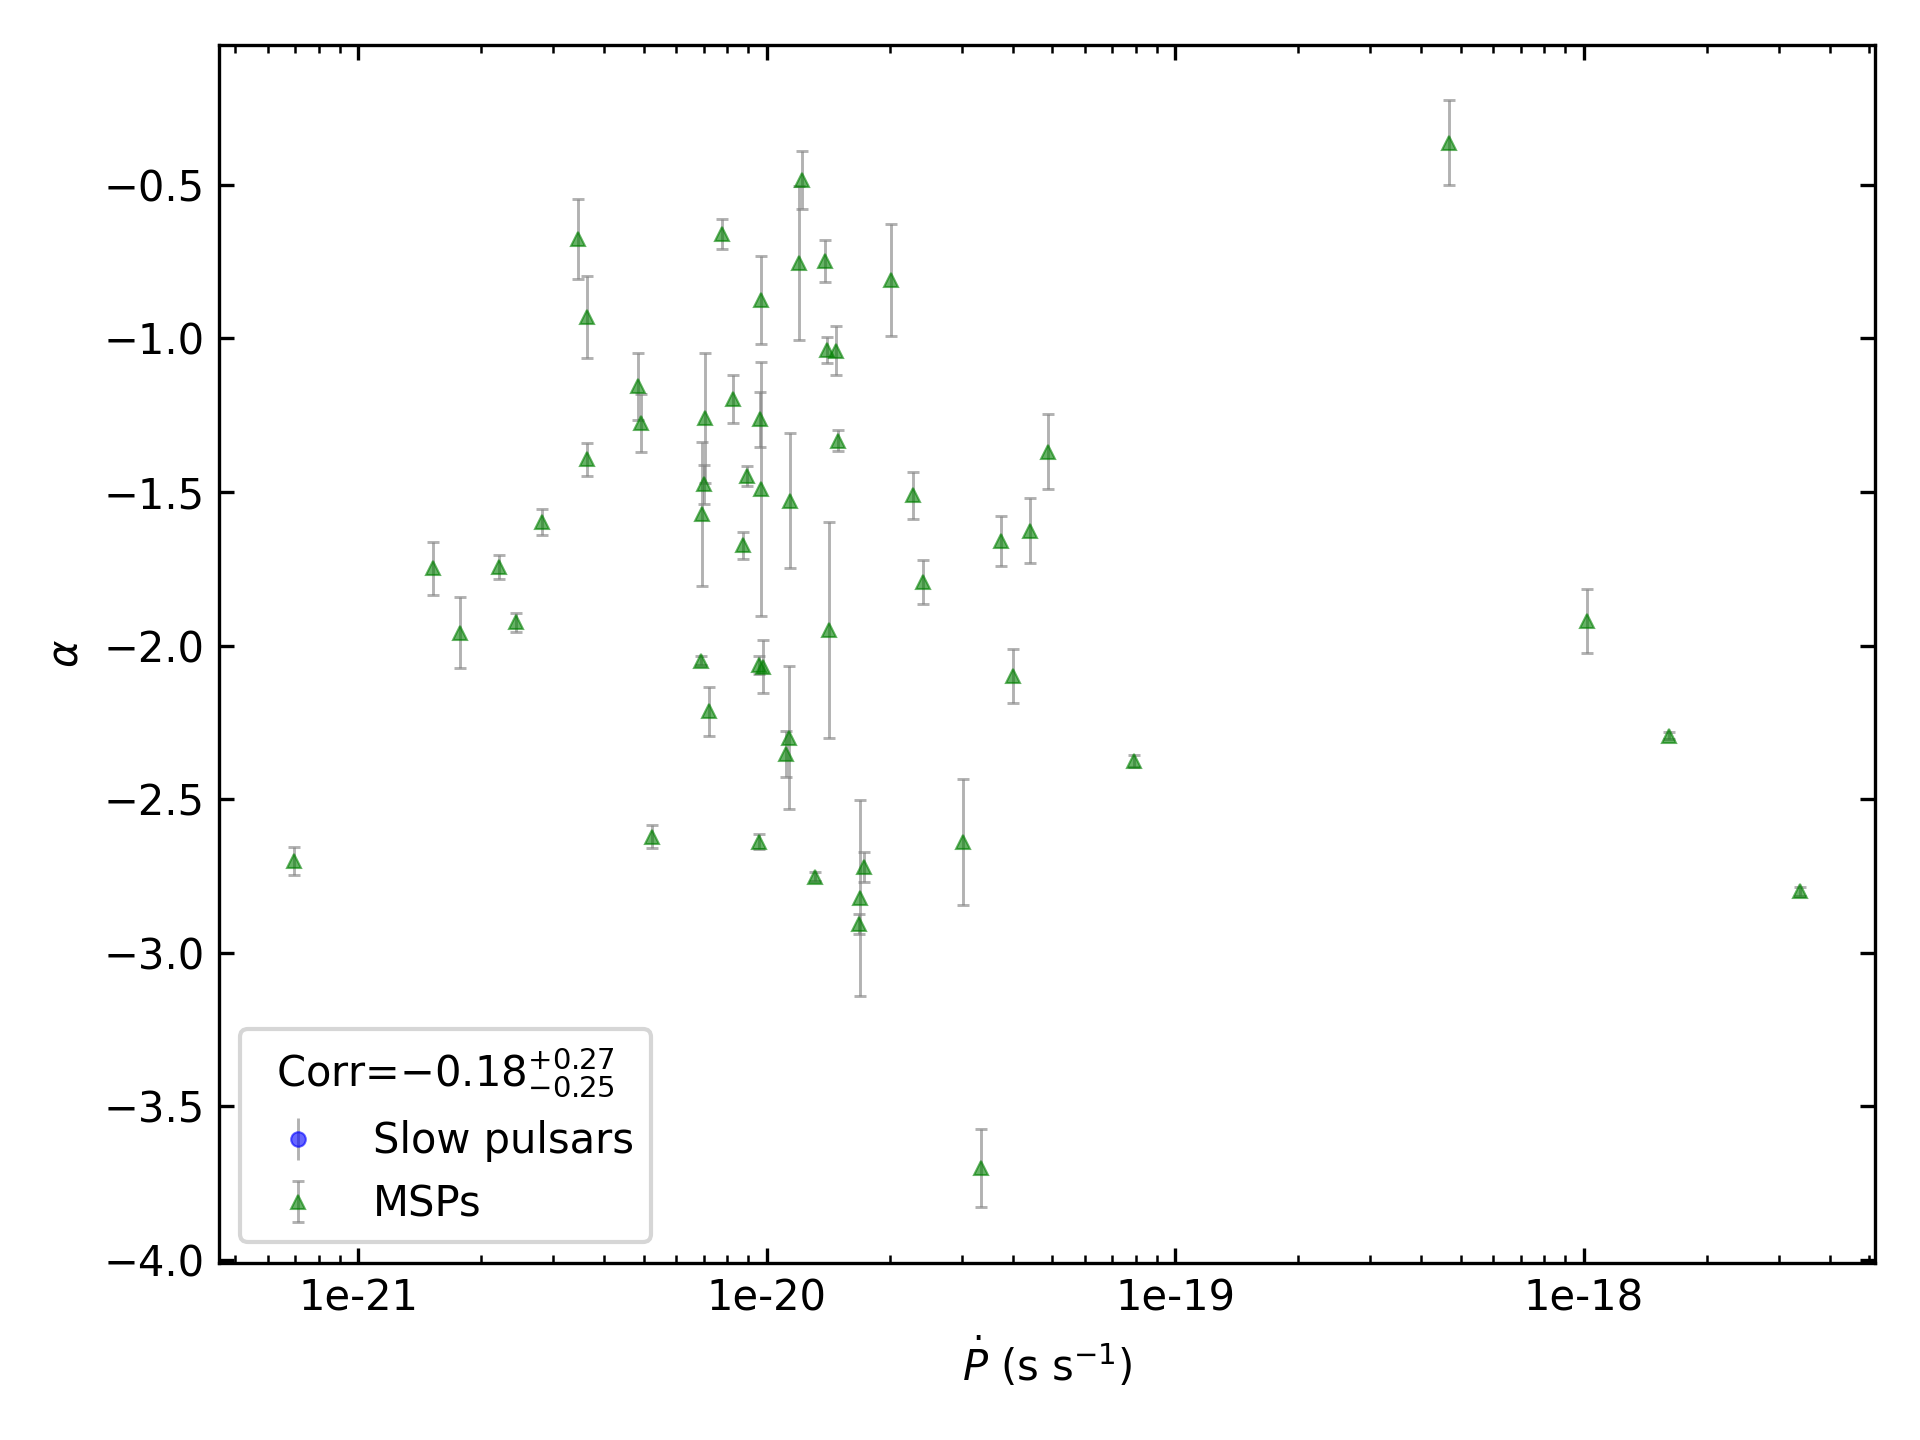 −0.5
−1.0
−1.5
−2.0
−2.5
−3.0
−3.5
−4.0
α
Corr=−0.18+0.27−0.25
Slow pulsars
MSPs
1e-21 1e-20 1e-19 1e-18
Ṗ (s s−1)